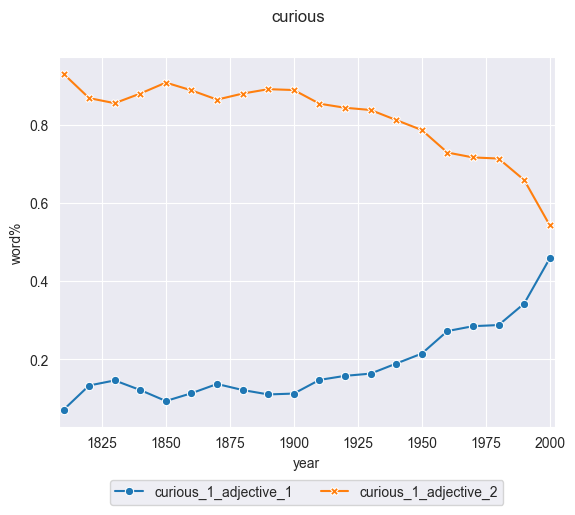 curious
0.8
0.6
0.4
0.2
word%
1825 1850 1875 1900 1925 1950 1975 2000
year
curious_1_adjective_1 curious_1_adjective_2